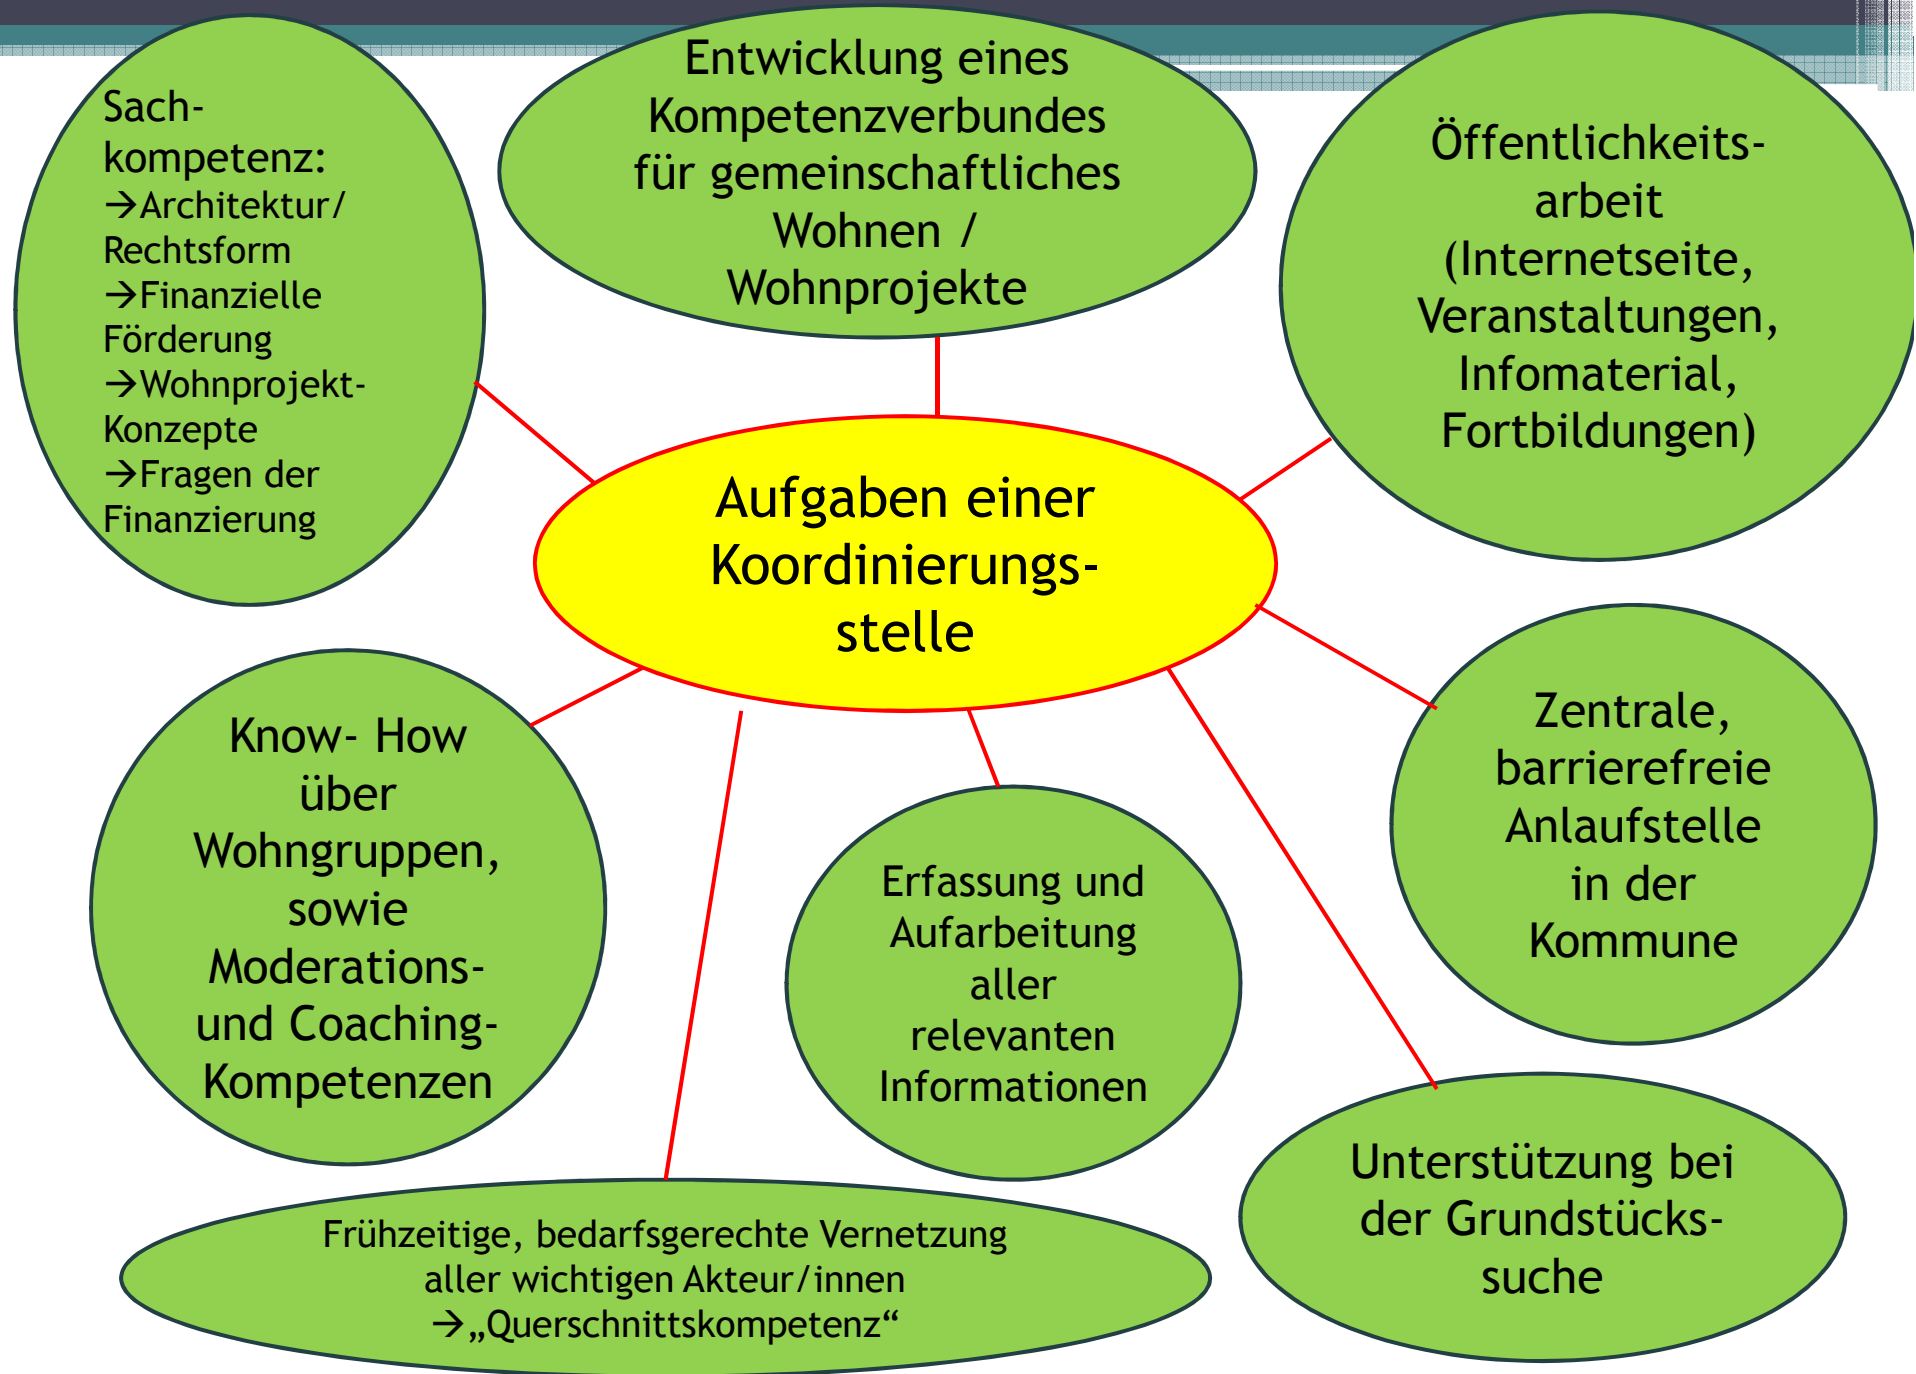 Sach-
kompetenz:
→Architektur/
Rechtsform
→Finanzielle
Förderung
→Wohnprojekt-
Konzepte
→Fragen der
Finanzierung
Entwicklung eines
Kompetenzverbundes
für gemeinschaftliches
Wohnen /
Wohnprojekte
Öffentlichkeits-
arbeit
(Internetseite,
Veranstaltungen,
Infomaterial,
Fortbildungen)
Aufgaben einer
Koordinierungs-
stelle
Know- How
über
Wohngruppen,
sowie
Moderations-
und Coaching-
Kompetenzen
Erfassung und
Aufarbeitung
aller
relevanten
Informationen
Zentrale,
barrierefreie
Anlaufstelle
in der
Kommune
Frühzeitige, bedarfsgerechte Vernetzung
aller wichtigen Akteur/innen
→„Querschnittskompetenz“
Unterstützung bei
der Grundstücks-
suche